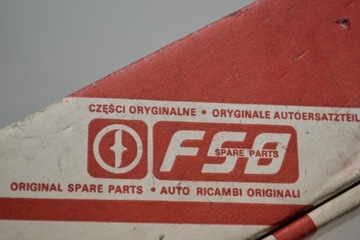 CZĘŚCI ORYGINALNE • ORYGINALE AUTOERSATZTEIL
FSO
SPARE PARTS
ORIGINAL SPARE PARTS • AUTO RICAMBI ORIGINALI